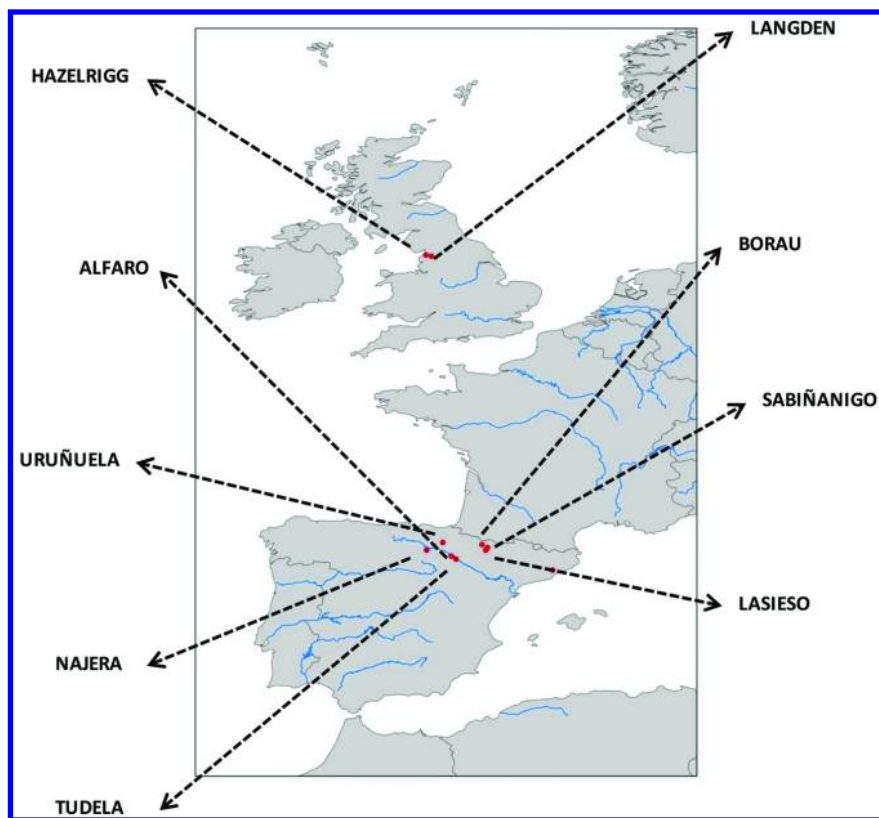 LANGDEN
HAZELRIGG
BORAU
ALFARO
SABIÑANIGO
URUÑUELA
LASIESO
NAJERA
TUDELA